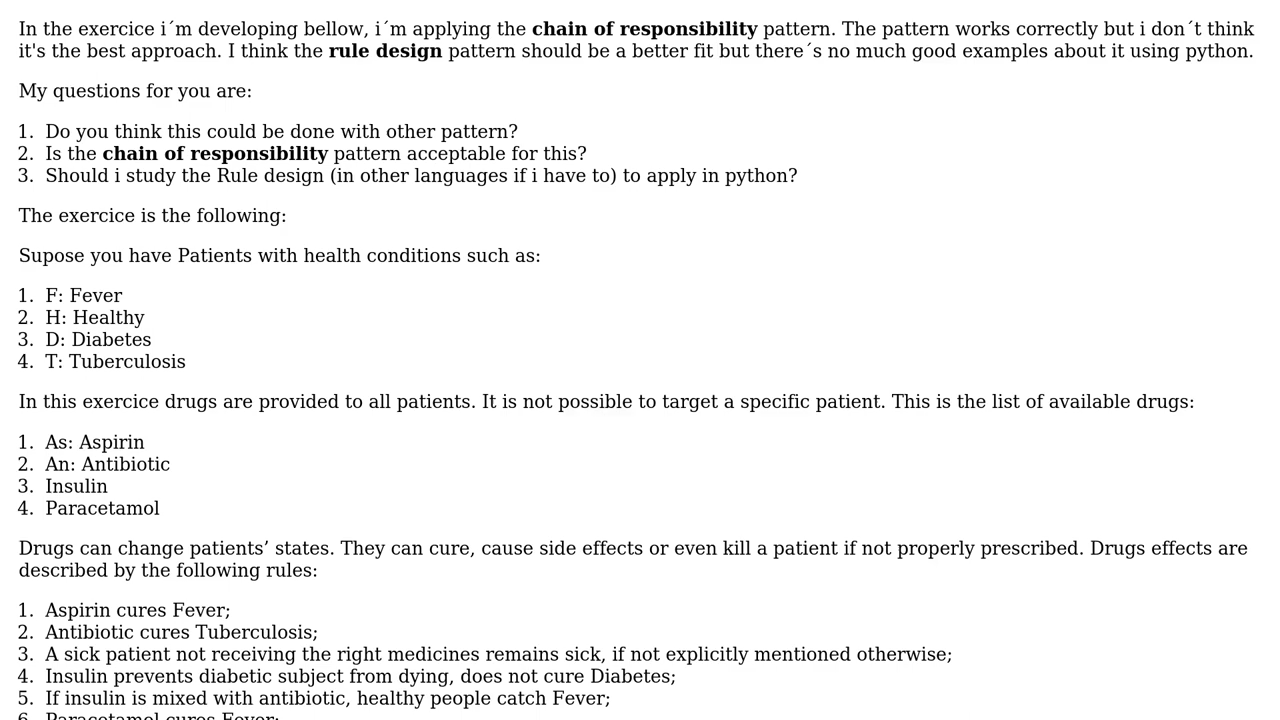 In the exercice i´m developing bellow, i´m applying the chain of responsibility pattern. The pattern works correctly but i don´t think
it's the best approach. I think the rule design pattern should be a better fit but there´s no much good examples about it using python.
My questions for you are:
1. Do you think this could be done with other pattern?
2. Is the chain of responsibility pattern acceptable for this?
3. Should i study the Rule design (in other languages if i have to) to apply in python?
The exercice is the following:
Supose you have Patients with health conditions such as:
1. F: Fever
2. H: Healthy
3. D: Diabetes
4. T: Tuberculosis
In this exercice drugs are provided to all patients. It is not possible to target a specific patient. This is the list of available drugs:
1. As: Aspirin
2. An: Antibiotic
3. Insulin
4. Paracetamol
Drugs can change patients’ states. They can cure, cause side effects or even kill a patient if not properly prescribed. Drugs effects are
described by the following rules:
1. Aspirin cures Fever;
2. Antibiotic cures Tuberculosis;
3. A sick patient not receiving the right medicines remains sick, if not explicitly mentioned otherwise;
4. Insulin prevents diabetic subject from dying, does not cure Diabetes;
5. If insulin is mixed with antibiotic, healthy people catch Fever;
6. Paracetamol cures Fever;